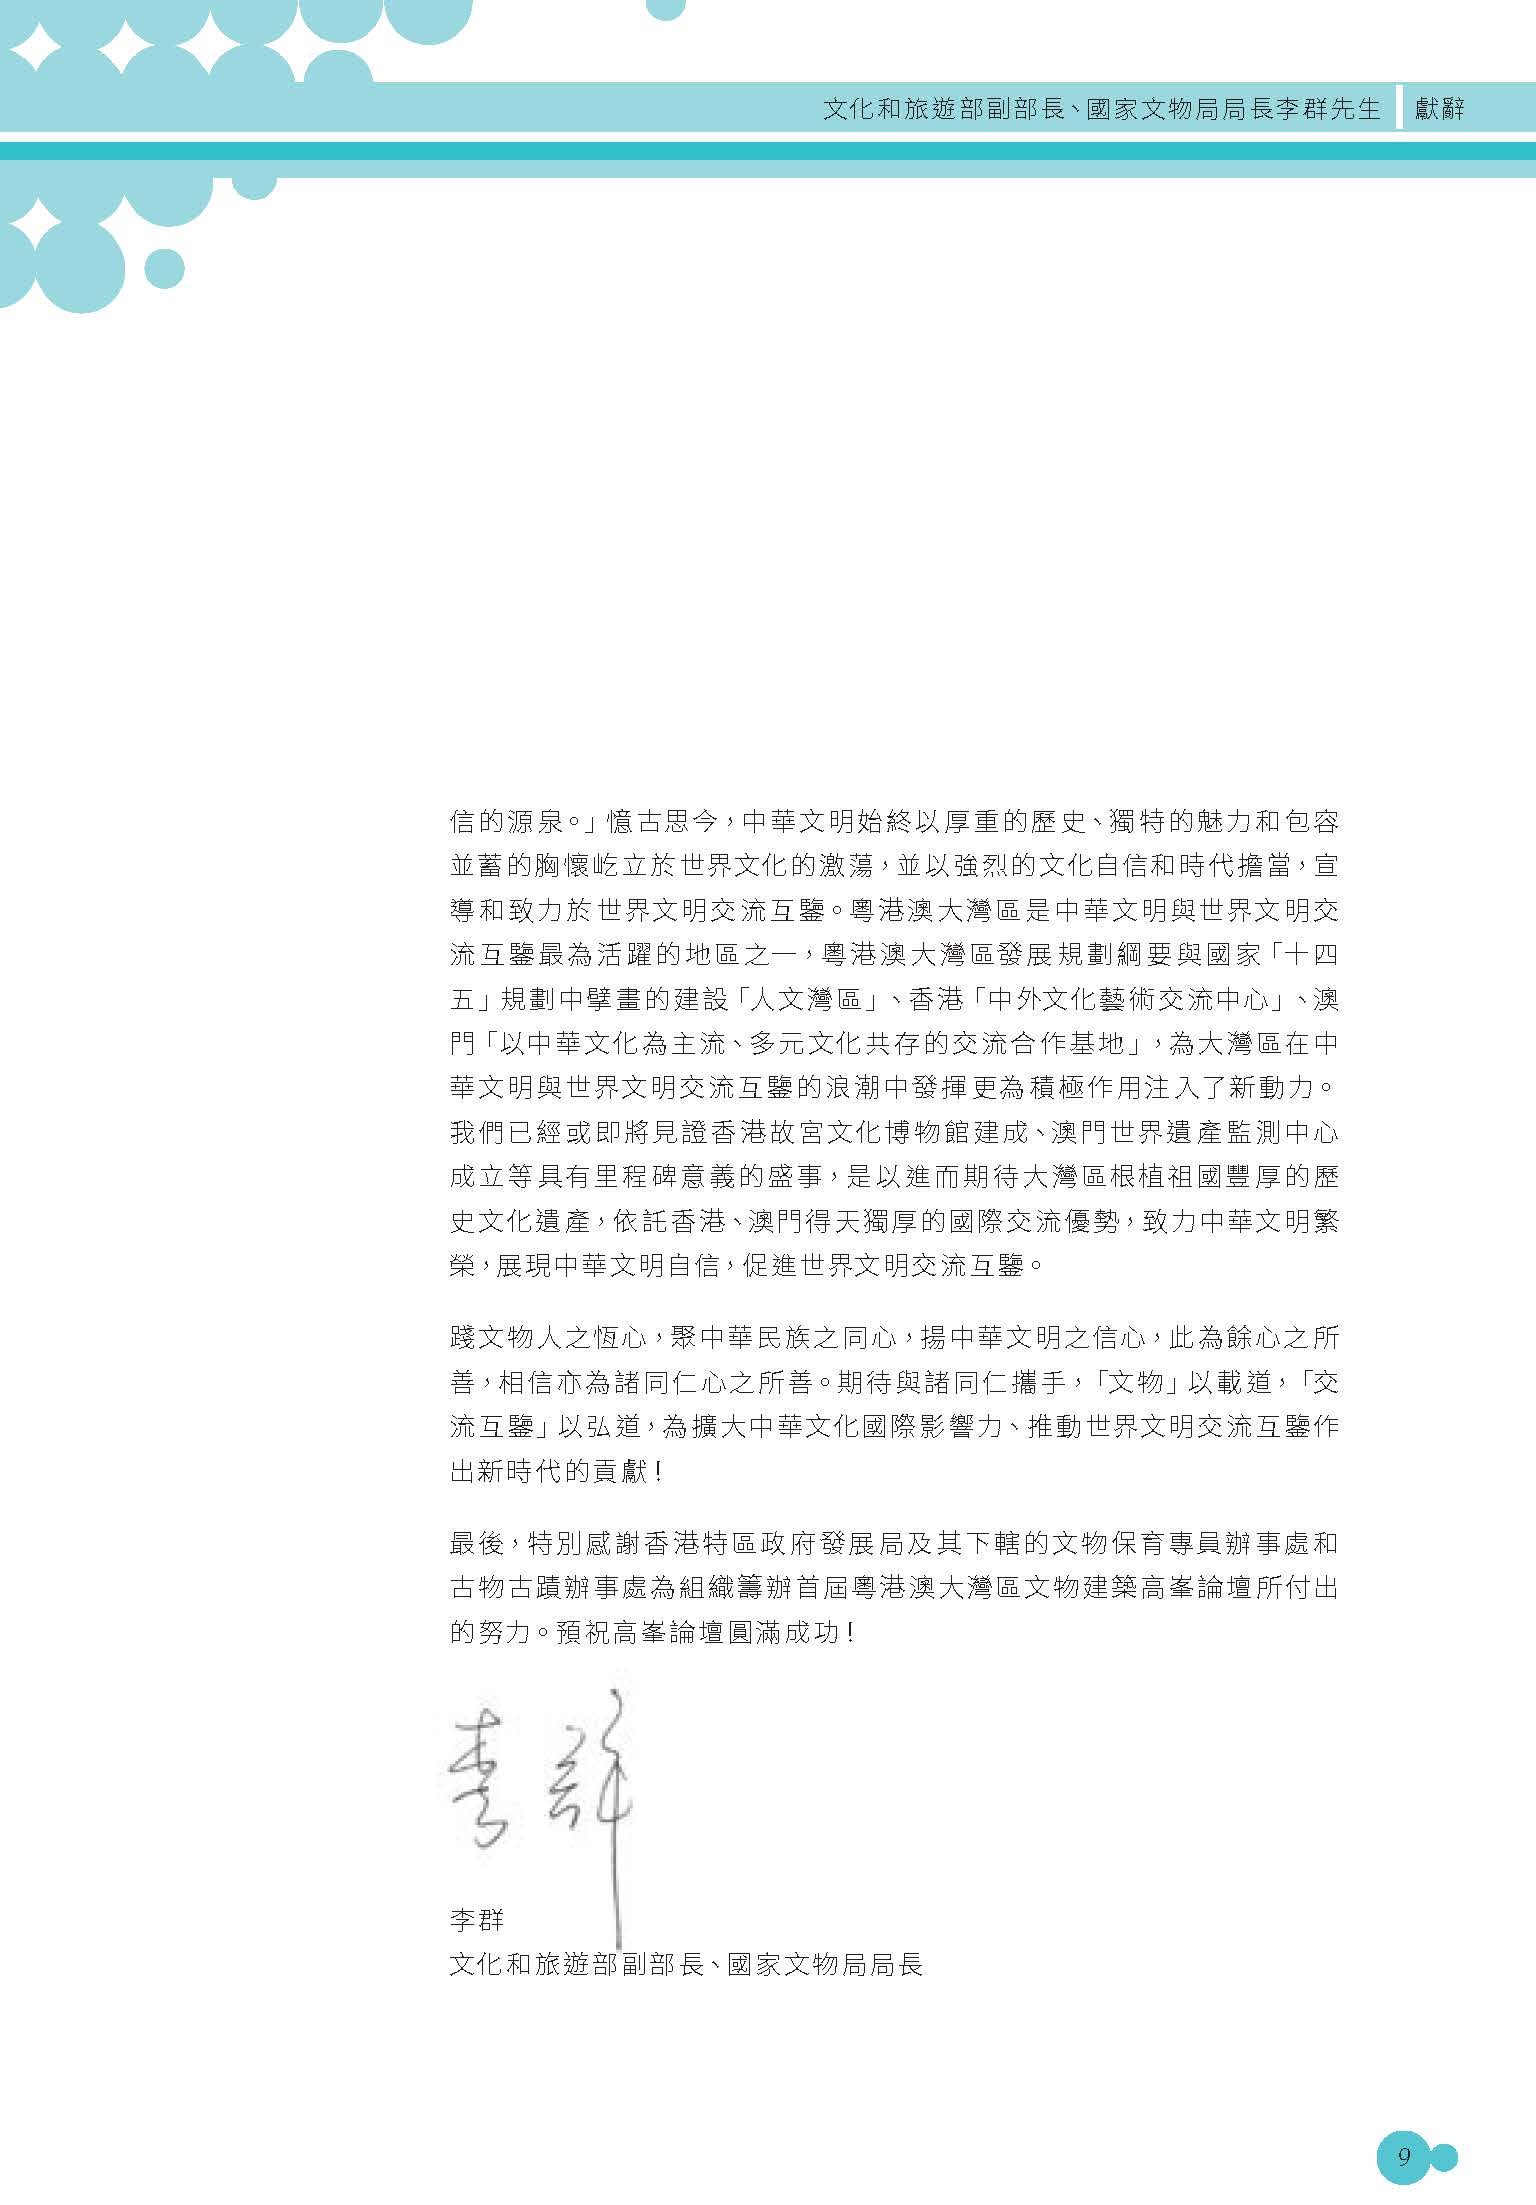 文化和旅遊部副部長、國家文物局局長李群先生 獻辭
信的源泉。」憶古思今，中華文明始終以厚重的歷史、獨特的魅力和包容
並蓄的胸懷屹立於世界文化的激蕩，並以強烈的文化自信和時代擔當，宣
導和致力於世界文明交流互鑒。粵港澳大灣區是中華文明與世界文明交
流互鑒最為活躍的地區之一，粵港澳大灣區發展規劃綱要與國家「十四
五」規劃中擘畫的建設「人文灣區」、香港「中外文化藝術交流中心」、澳
門「以中華文化為主流、多元文化共存的交流合作基地」，為大灣區在中
華文明與世界文明交流互鑒的浪潮中發揮更為積極作用注入了新動力。
我們已經或即將見證香港故宮文化博物館建成、澳門世界遺產監測中心
成立等具有里程碑意義的盛事，是以進而期待大灣區根植祖國豐厚的歷
史文化遺產，依託香港、澳門得天獨厚的國際交流優勢，致力中華文明繁
榮，展現中華文明自信，促進世界文明交流互鑒。
踐文物人之恆心，聚中華民族之同心，揚中華文明之信心，此為餘心之所
善，相信亦為諸同仁心之所善。期待與諸同仁攜手，「文物」以載道，「交
流互鑒」以弘道，為擴大中華文化國際影響力、推動世界文明交流互鑒作
出新時代的貢獻！
最後，特別感謝香港特區政府發展局及其下轄的文物保育專員辦事處和
古物古蹟辦事處為組織籌辦首屆粵港澳大灣區文物建築高峯論壇所付出
的努力。預祝高峯論壇圓滿成功！
李群
李群
文化和旅遊部副部長、國家文物局局長
9